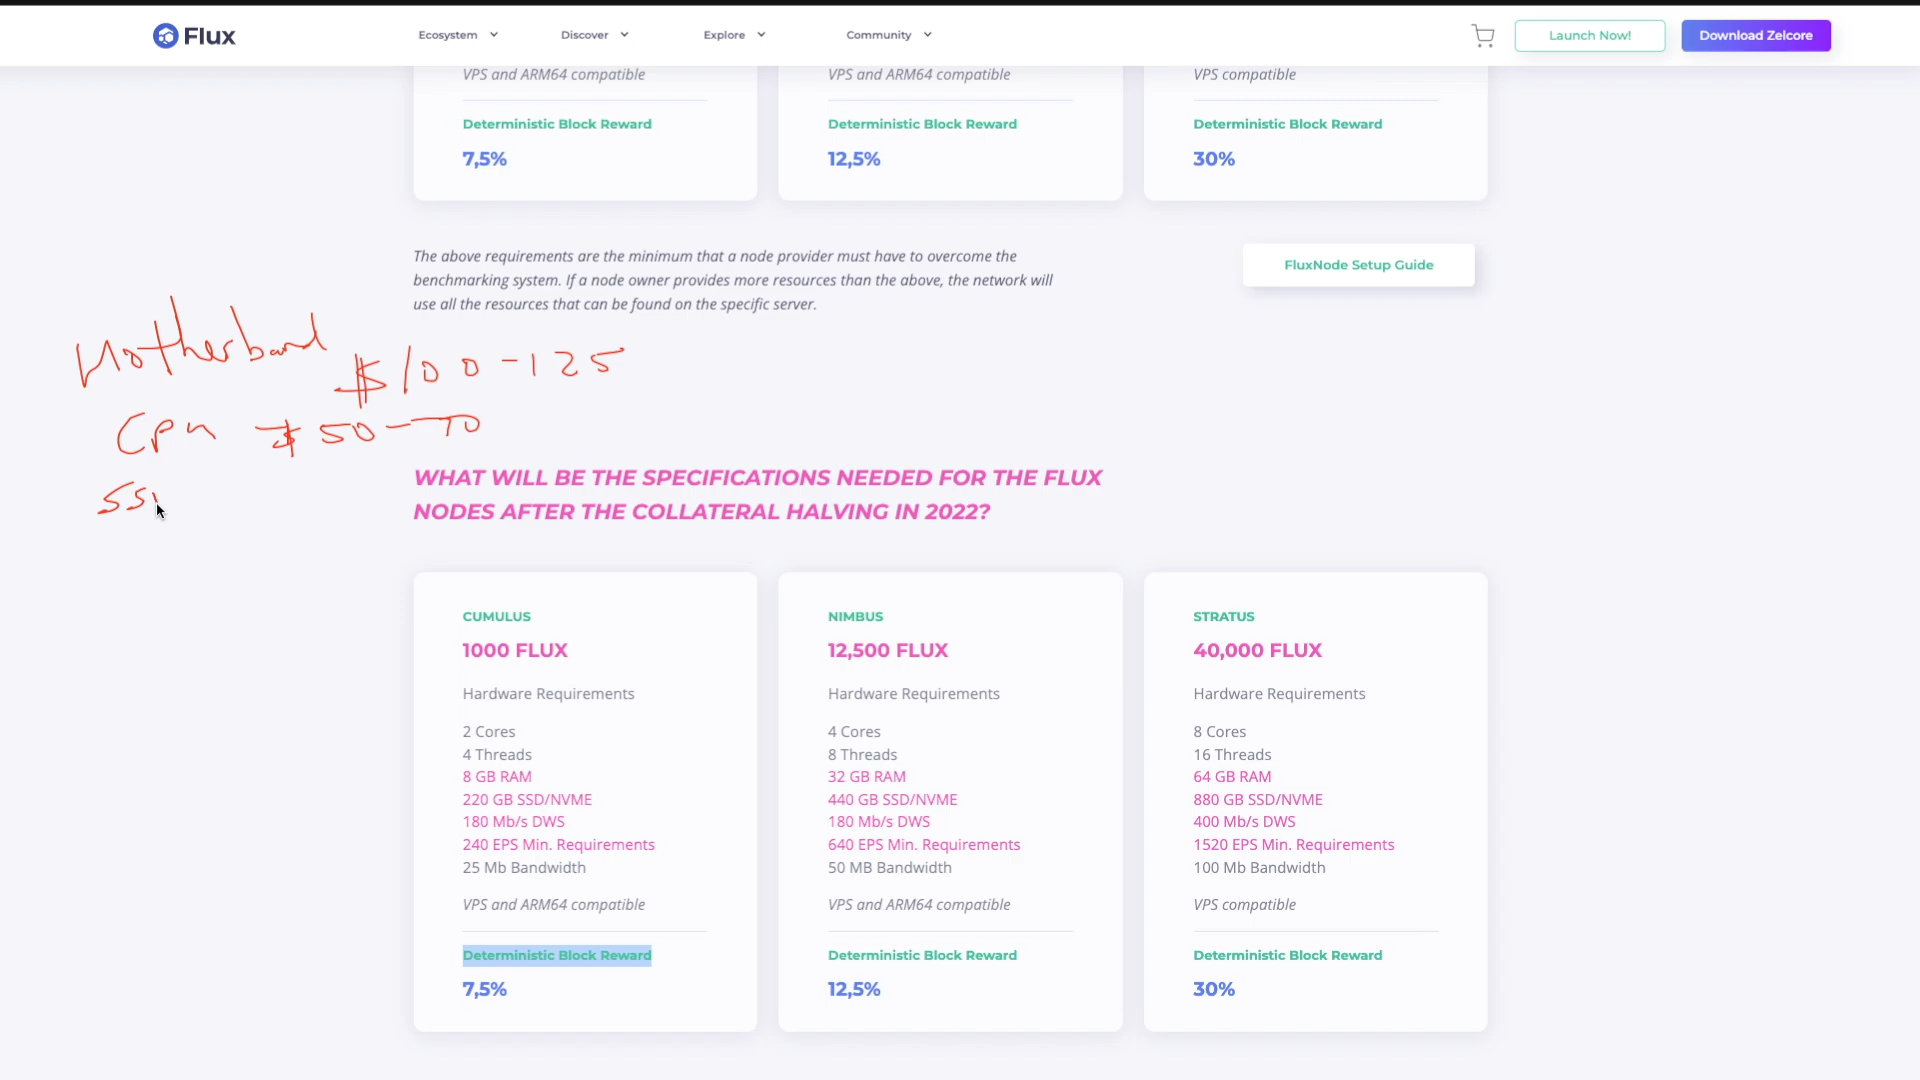 Flux
Ecosystem Discover Explore Community Launch Now! Download Zelcore
VPS and ARM64 compatible
Deterministic Block Reward
7,5%
VPS and ARM64 compatible
Deterministic Block Reward
12,5%
VPS compatible
Deterministic Block Reward
30%
The above requirements are the minimum that a node provider must have to overcome the
benchmarking system. If a node owner provides more resources than the above, the network will
use all the resources that can be found on the specific server.
FluxNode Setup Guide
Motherboard $100-125
Cpu $50-70
SS
WHAT WILL BE THE SPECIFICATIONS NEEDED FOR THE FLUX
NODES AFTER THE COLLATERAL HALVING IN 2022?
CUMULUS
1000 FLUX
Hardware Requirements
2 Cores
4 Threads
8 GB RAM
220 GB SSD/NVME
180 Mb/s DWS
240 EPS Min. Requirements
25 Mb Bandwidth
VPS and ARM64 compatible
Deterministic Block Reward
7,5%
NIMBUS
12,500 FLUX
Hardware Requirements
4 Cores
8 Threads
32 GB RAM
440 GB SSD/NVME
180 Mb/s DWS
640 EPS Min. Requirements
50 MB Bandwidth
VPS and ARM64 compatible
Deterministic Block Reward
12,5%
STRATUS
40,000 FLUX
Hardware Requirements
8 Cores
16 Threads
64 GB RAM
880 GB SSD/NVME
400 Mb/s DWS
1520 EPS Min. Requirements
100 Mb Bandwidth
VPS compatible
Deterministic Block Reward
30%